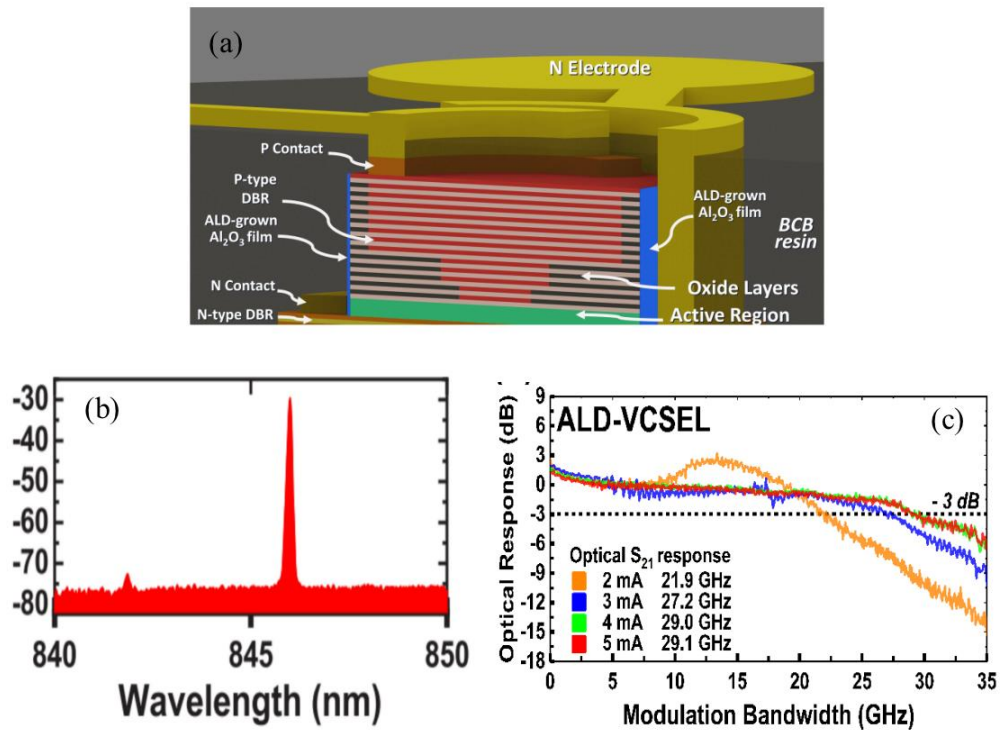 (a)
N Electrode
P Contact
P-type
DBR
ALD-grown
Al₂O₃ film
N Contact
N-type DBR
ALD-grown
Al₂O₃ film
BCB
resin
Oxide Layers
Active Region
(b)
-30
-40
-50
-60
-70
-80
840
845
850
Wavelength (nm)
(c)
ALD-VCSEL
Optical Response (dB)
9
6
3
0
-3
-6
-9
-12
-15
-18
- 3 dB
Optical S₂₁ response
2 mA 21.9 GHz
3 mA 27.2 GHz
4 mA 29.0 GHz
5 mA 29.1 GHz
0 5 10 15 20 25 30 35
Modulation Bandwidth (GHz)